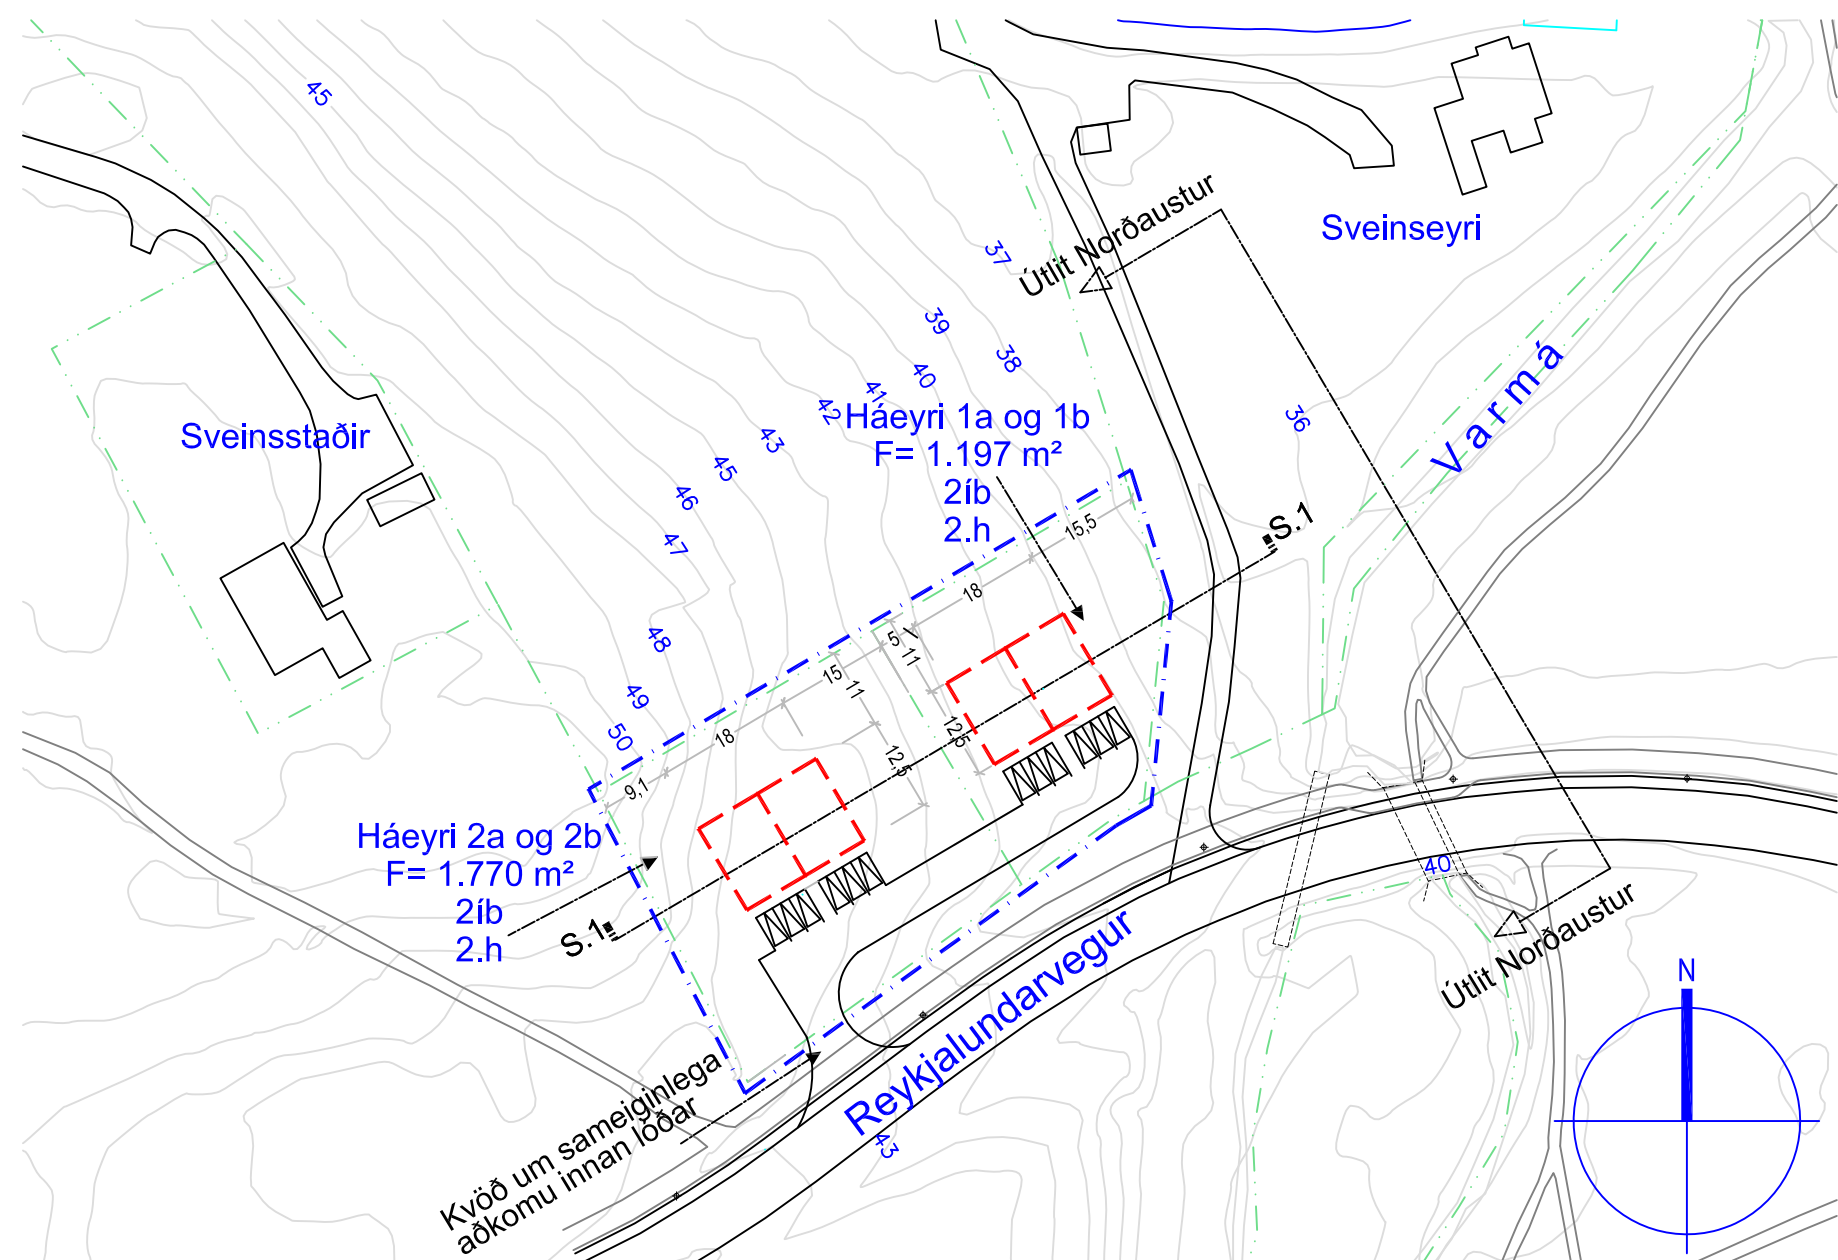 45
Útlit Norðaustur
Sveinseyri
37
39
38
40
41
42
43
45
46
47
48
49
50
36
Varmá
Sveinsstaðir
Háeyri 1a og 1b
F= 1.197 m²
2íb
2.h
S.1
15,5
18
5
11
12,5
15
11
12,5
18
9,1
Háeyri 2a og 2b
F= 1.770 m²
2íb
2.h
S.1
40
Útlit Norðaustur
N
Reykjalundarvegur
43
Kvöð um sameiginlega
aðkomu innan lóðar